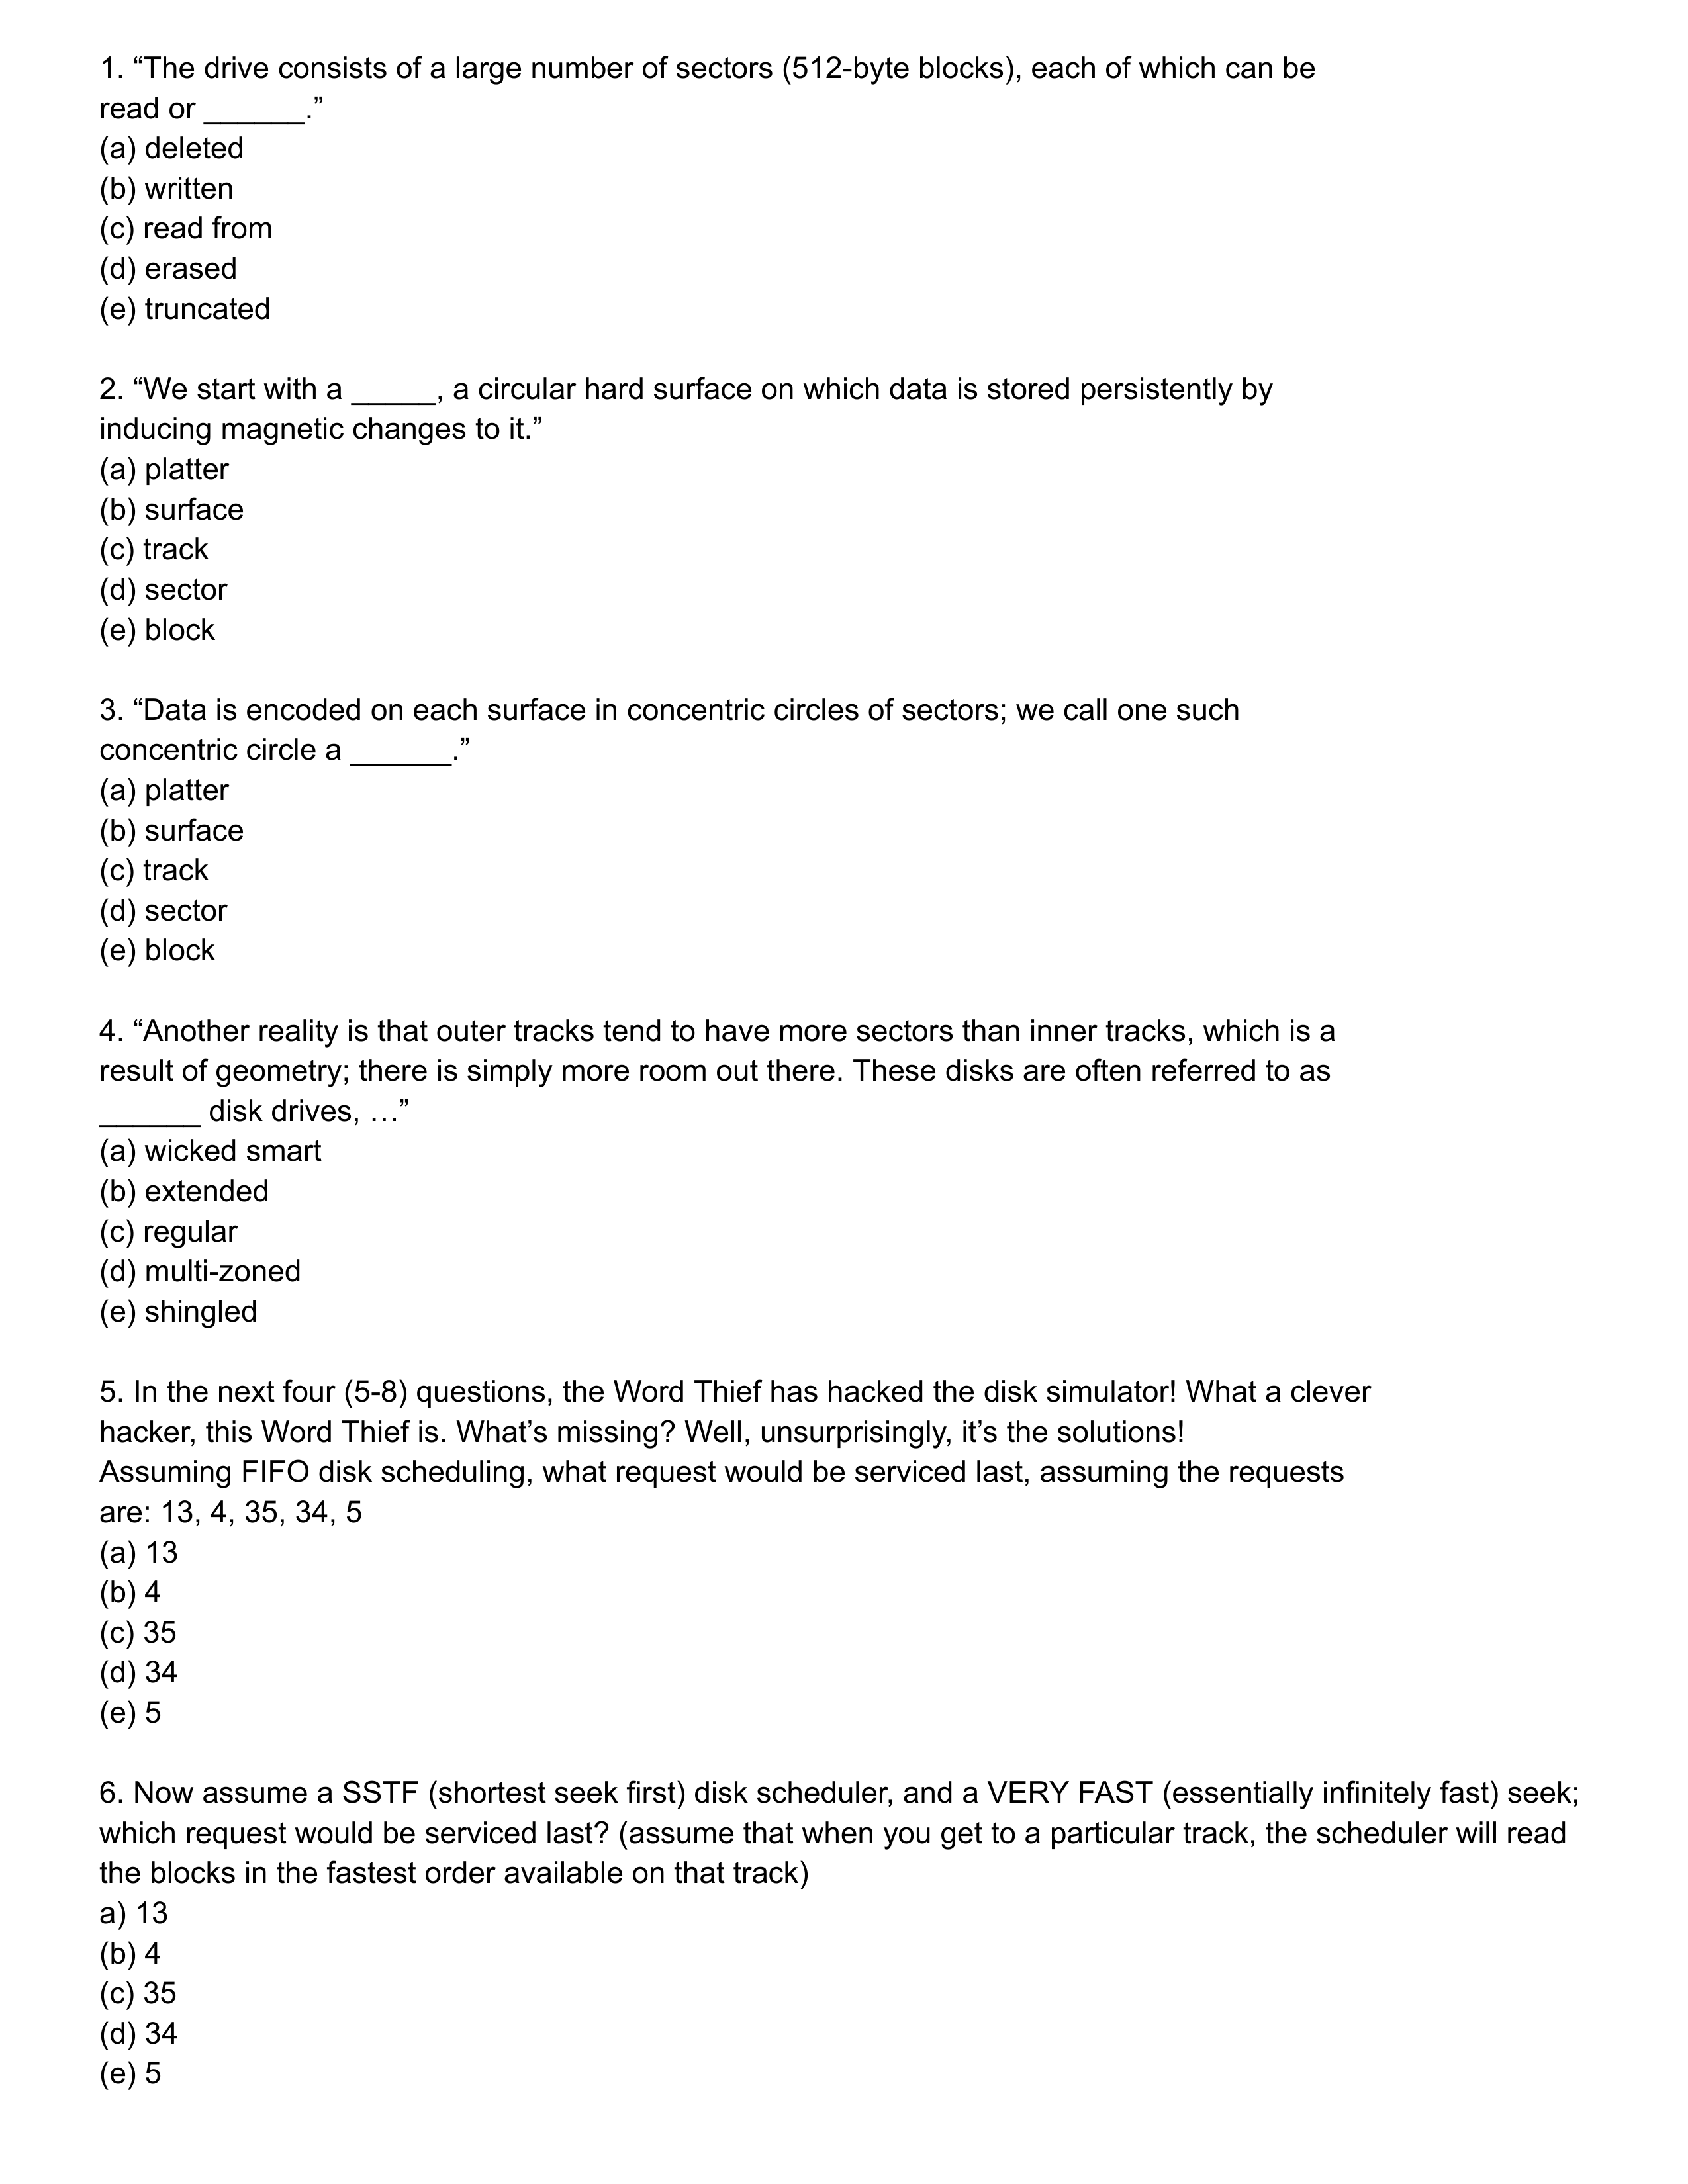 1. “The drive consists of a large number of sectors (512-byte blocks), each of which can be
read or ______.”
(a) deleted
(b) written
(c) read from
(d) erased
(e) truncated
2. “We start with a _____, a circular hard surface on which data is stored persistently by
inducing magnetic changes to it.”
(a) platter
(b) surface
(c) track
(d) sector
(e) block
3. “Data is encoded on each surface in concentric circles of sectors; we call one such
concentric circle a ______.”
(a) platter
(b) surface
(c) track
(d) sector
(e) block
4. “Another reality is that outer tracks tend to have more sectors than inner tracks, which is a
result of geometry; there is simply more room out there. These disks are often referred to as
______ disk drives, …”
(a) wicked smart
(b) extended
(c) regular
(d) multi-zoned
(e) shingled
5. In the next four (5-8) questions, the Word Thief has hacked the disk simulator! What a clever
hacker, this Word Thief is. What’s missing? Well, unsurprisingly, it’s the solutions!
Assuming FIFO disk scheduling, what request would be serviced last, assuming the requests
are: 13, 4, 35, 34, 5
(a) 13
(b) 4
(c) 35
(d) 34
(e) 5
6. Now assume a SSTF (shortest seek first) disk scheduler, and a VERY FAST (essentially infinitely fast) seek;
which request would be serviced last? (assume that when you get to a particular track, the scheduler will read
the blocks in the fastest order available on that track)
a) 13
(b) 4
(c) 35
(d) 34
(e) 5